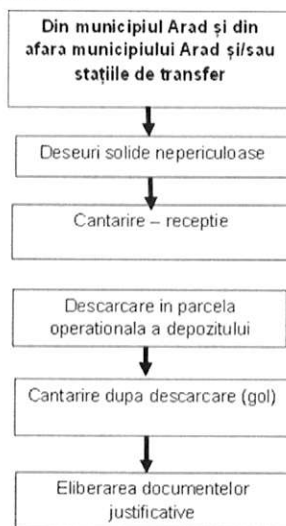 Din municipiul Arad și din
afara municipiului Arad și/sau
stațiile de transfer
Deseuri solide nepericuloase
Cantarire – receptie
Descarcare in parcela
operationala a depozitului
Cantarire dupa descarcare (gol)
Eliberarea documentelor
justificative